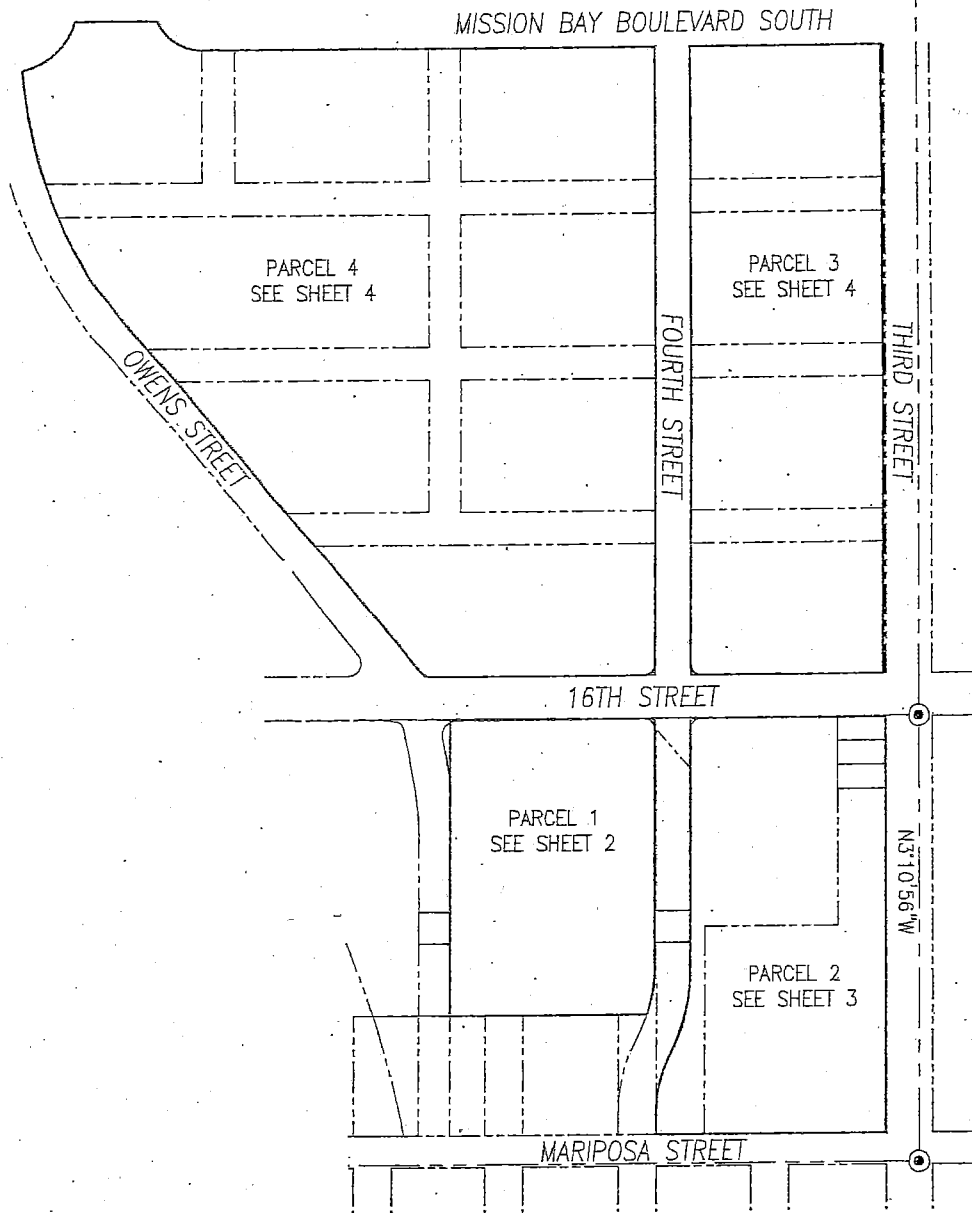 MISSION BAY BOULEVARD SOUTH
PARCEL 4
SEE SHEET 4
PARCEL 3
SEE SHEET 4
OWENS STREET
FOURTH STREET
THIRD STREET
16TH STREET
PARCEL 1
SEE SHEET 2
N3°10'56"W
PARCEL 2
SEE SHEET 3
MARIPOSA STREET